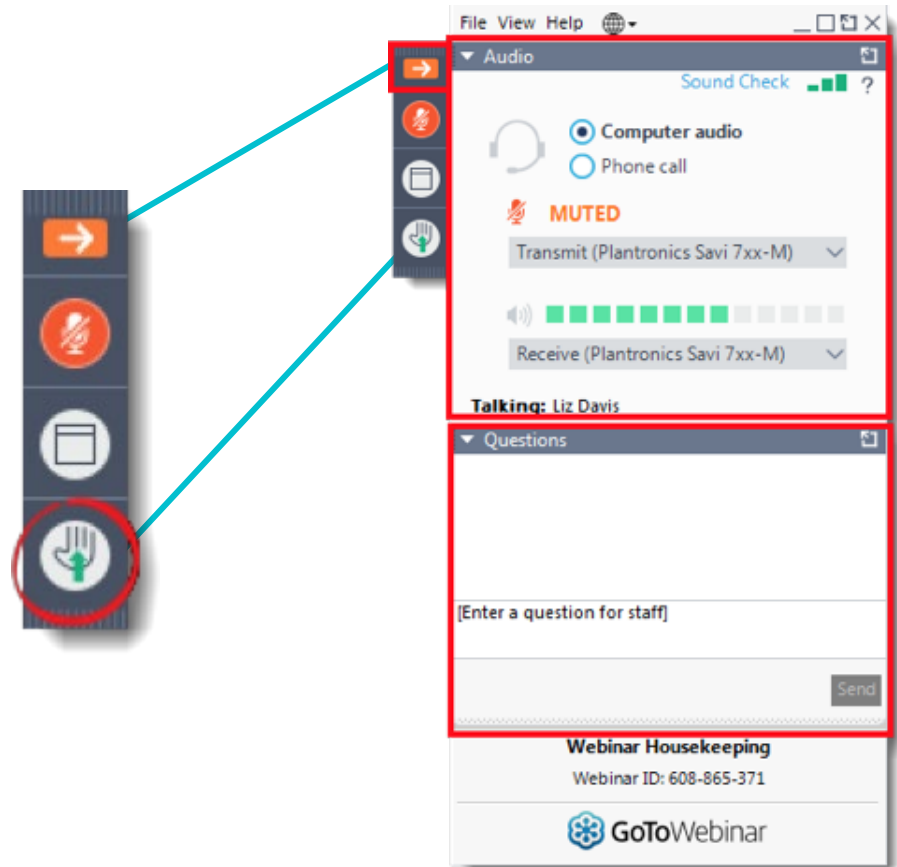 File View Help
Audio
Sound Check ?
Computer audio
Phone call
MUTED
Transmit (Plantronics Savi 7xx-M)
Receive (Plantronics Savi 7xx-M)
Talking: Liz Davis
Questions
[Enter a question for staff]
Send
Webinar Housekeeping
Webinar ID: 608-865-371
GoToWebinar